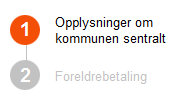 1 Opplysninger om
kommunen sentralt
2 Foreldrebetaling